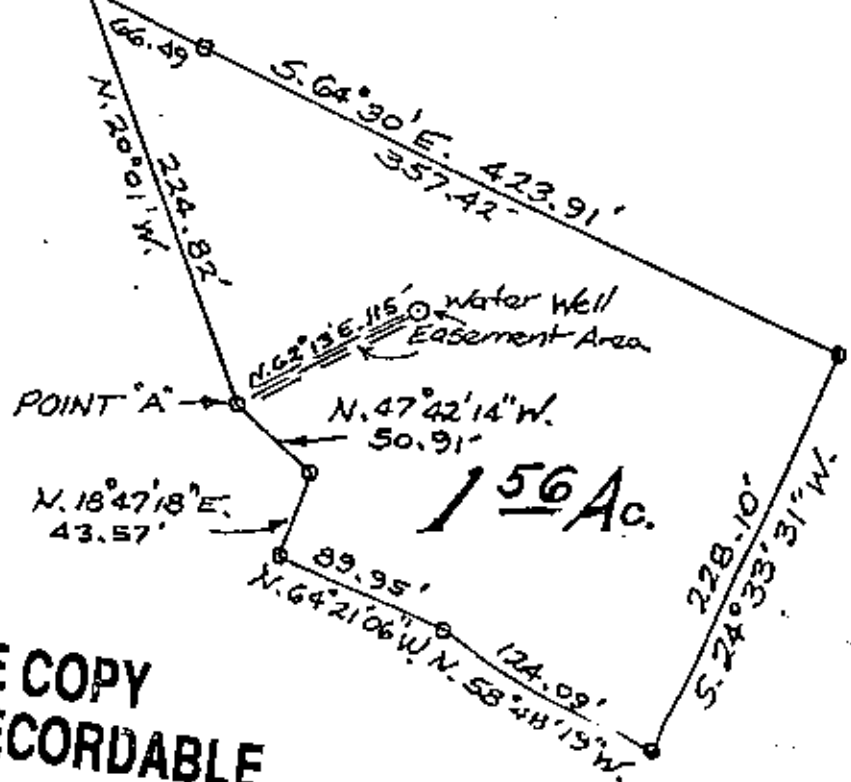 66.49
S. 64°30' E. 423.91'
357.42'
N. 20°01' W.
224.82'
N. 62°13' E. 115'
Water Well
Easement Area
POINT "A"
N. 47°42'14" W.
50.91'
N. 18°47'18" E.
43.57'
1 56 Ac.
228.10'
S. 24°33'31" W.
89.95'
N. 64°21'06" W.
124.09'
N. 58°48'19" W.
COPY
RECORDABLE